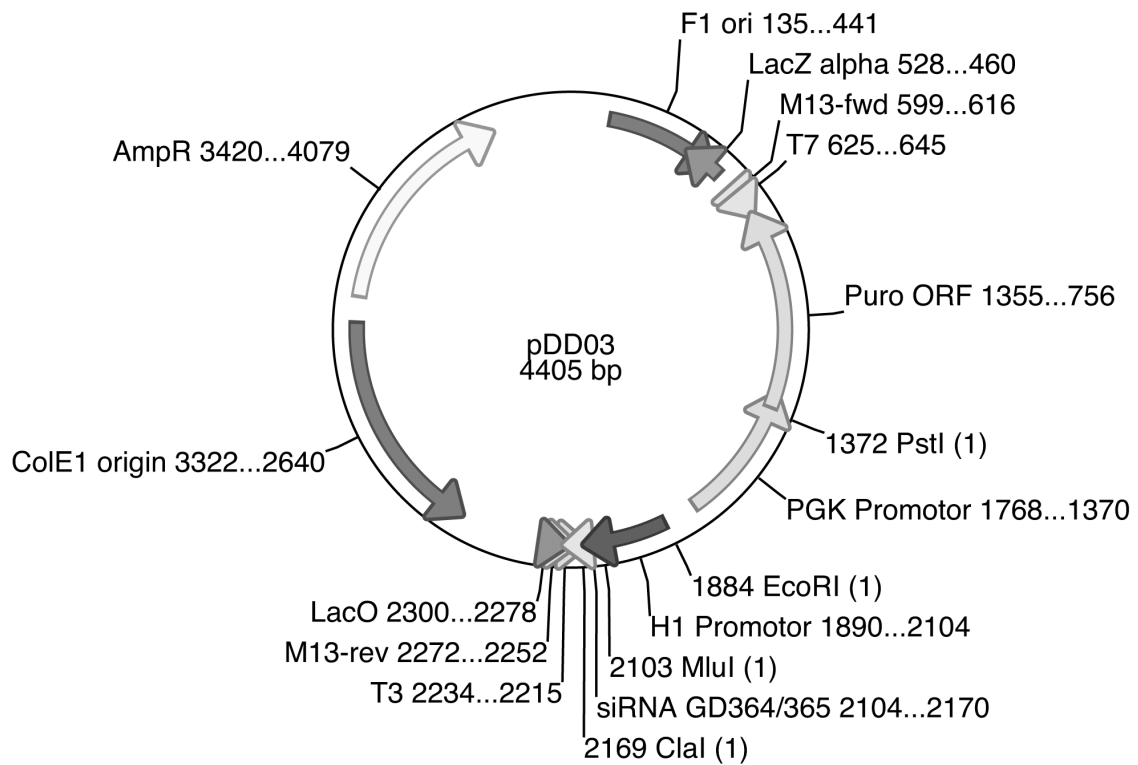 F1 ori 135...441
LacZ alpha 528...460
M13-fwd 599...616
T7 625...645
AmpR 3420...4079
Puro ORF 1355...756
pDD03
4405 bp
1372 PstI (1)
ColE1 origin 3322...2640
PGK Promotor 1768...1370
1884 EcoRI (1)
LacO 2300...2278
H1 Promotor 1890...2104
M13-rev 2272...2252
2103 MluI (1)
T3 2234...2215
siRNA GD364/365 2104...2170
2169 ClaI (1)